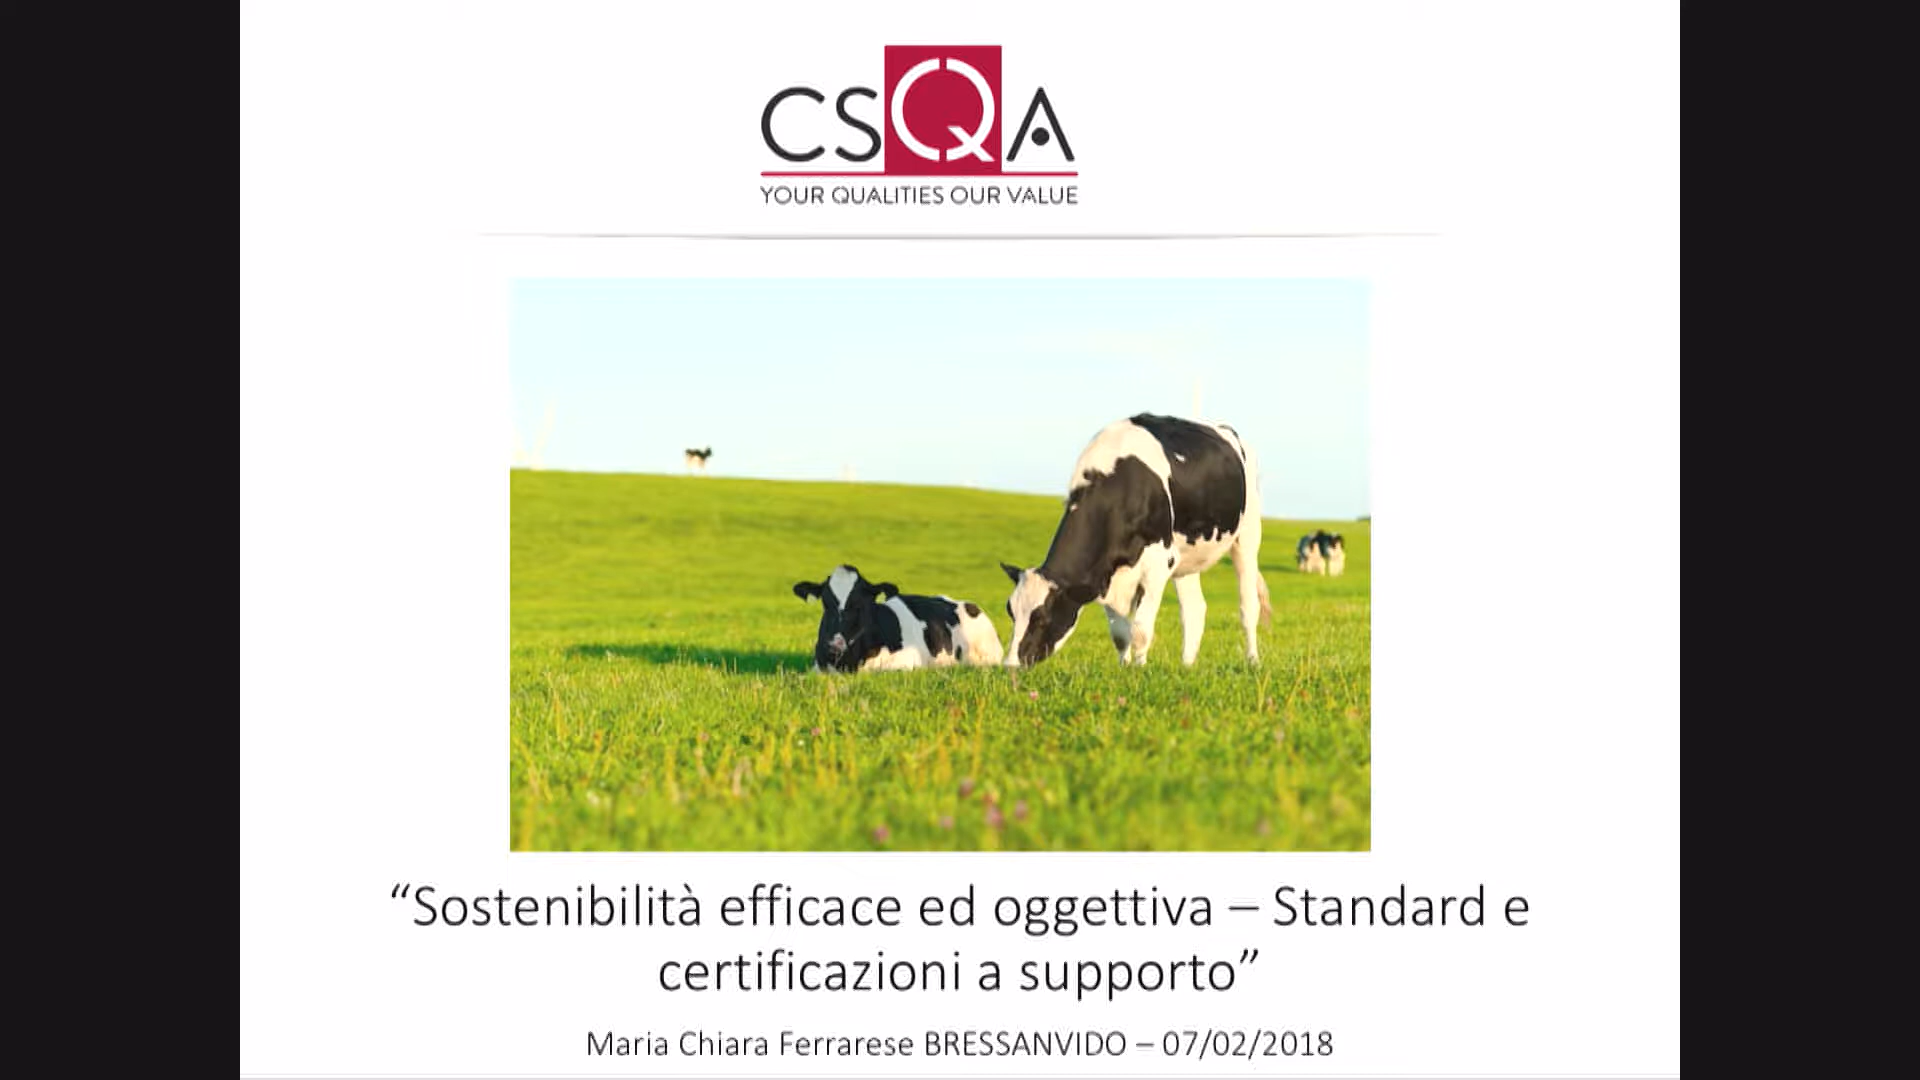 CSQA
YOUR QUALITIES OUR VALUE
“Sostenibilità efficace ed oggettiva – Standard e
certificazioni a supporto”
Maria Chiara Ferrarese BRESSANVIDO – 07/02/2018